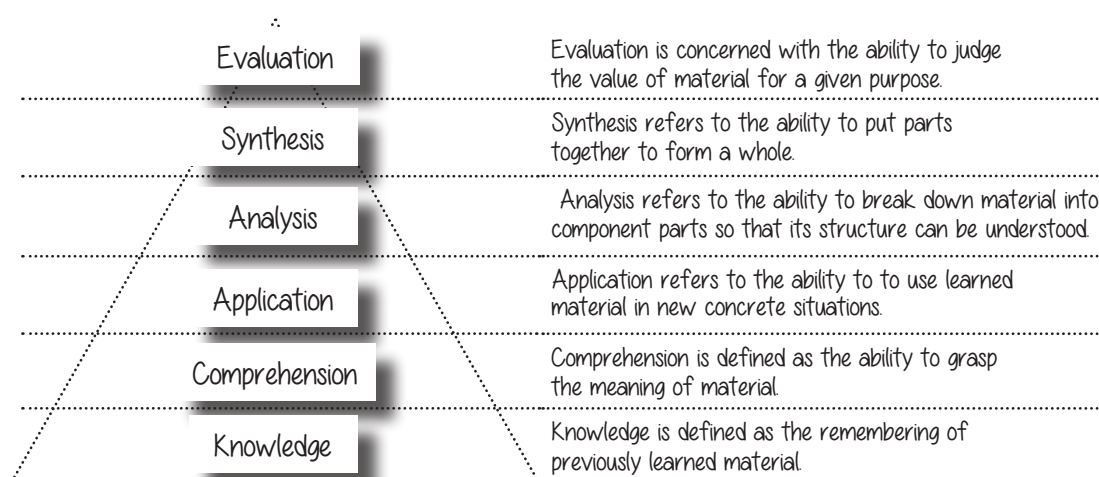 Evaluation
Evaluation is concerned with the ability to judge
the value of material for a given purpose.
Synthesis
Synthesis refers to the ability to put parts
together to form a whole.
Analysis
Analysis refers to the ability to break down material into
component parts so that its structure can be understood.
Application
Application refers to the ability to to use learned
material in new concrete situations.
Comprehension
Comprehension is defined as the ability to grasp
the meaning of material.
Knowledge
Knowledge is defined as the remembering of
previously learned material.